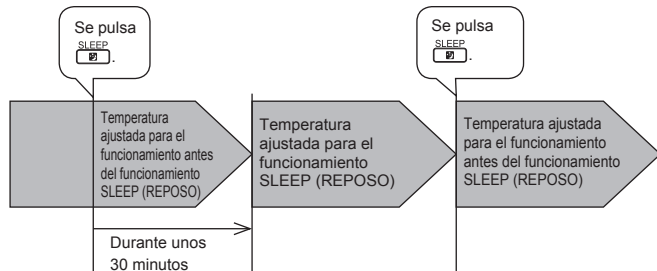 Se pulsa
SLEEP
.
Se pulsa
SLEEP
.
Temperatura
ajustada para el
funcionamiento antes
del funcionamiento
SLEEP (REPOSO)
Temperatura
ajustada para el
funcionamiento
SLEEP (REPOSO)
Temperatura ajustada
para el funcionamiento
antes del funcionamiento
SLEEP (REPOSO)
Durante unos
30 minutos